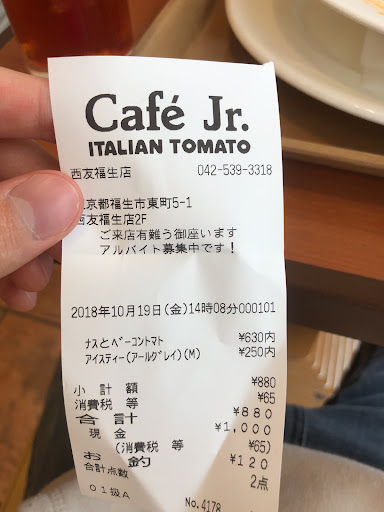 Café Jr.
ITALIAN TOMATO
西友福生店 042-539-3318
京都福生市東町5-1
西友福生店2F
ご来店有難う御座います
アルバイト募集中です！
2018年10月19日(金)14時08分000101
ﾅｽとﾍﾞｰｺﾝﾄﾏﾄ ¥630内
ｱｲｽﾃｨｰ(ｱｰﾙｸﾞﾚｲ)(M) ¥250内
小 計 額 ¥880
消費税 等 ¥65
合 計 ¥880
現 金 ¥1,000
(消費税 等 ¥65)
お 釣 ¥120
合計点数 2点
01級A No.4178